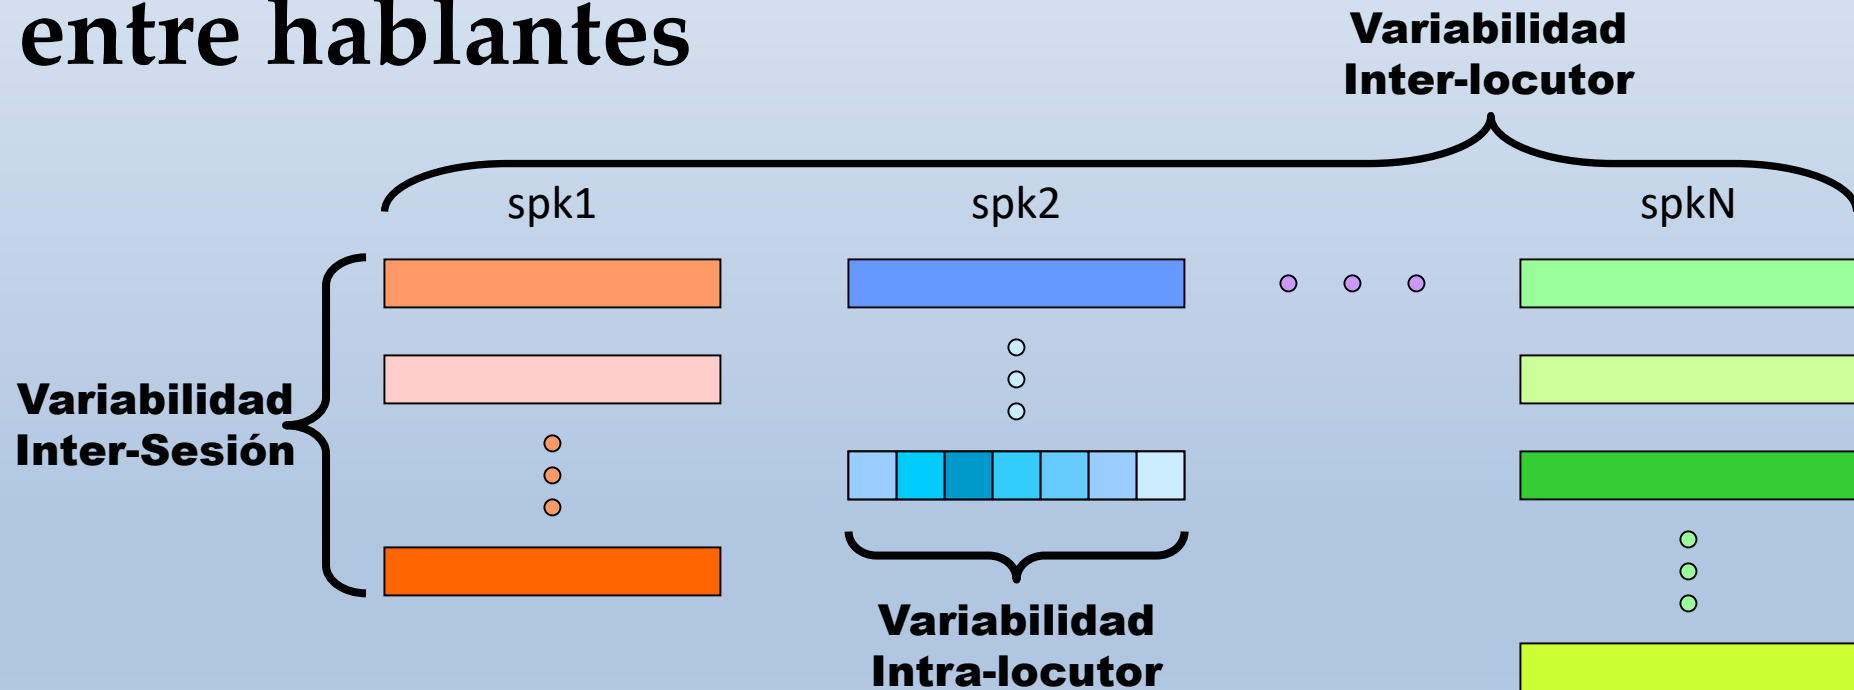 entre hablantes
Variabilidad
Inter-locutor
spk1
spk2
spkN
Variabilidad
Inter-Sesión
Variabilidad
Intra-locutor